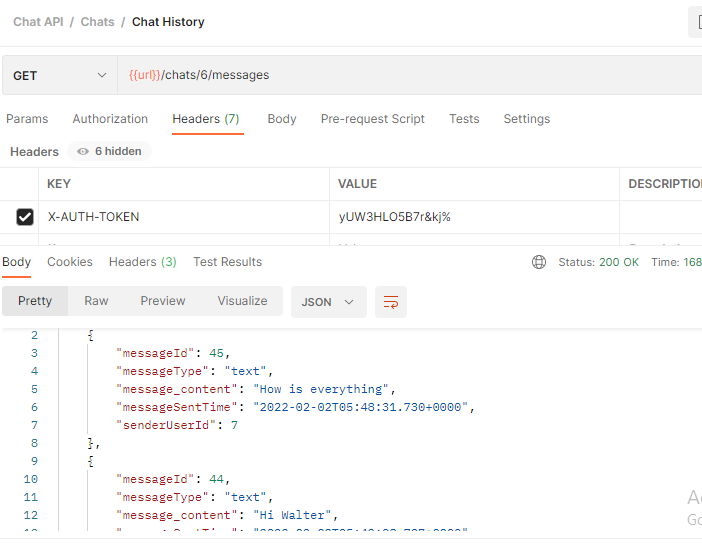 Chat API / Chats / Chat History
GET {{url}}/chats/6/messages
Params Authorization Headers (7) Body Pre-request Script Tests Settings
Headers 6 hidden
KEY VALUE
X-AUTH-TOKEN yUW3HLO5B7r&kj%
Body Cookies Headers (3) Test Results Status: 200 OK Time: 168
Pretty Raw Preview Visualize JSON
2 {
3 "messageId": 45,
4 "messageType": "text",
5 "message_content": "How is everything",
6 "messageSentTime": "2022-02-02T05:48:31.730+0000",
7 "senderUserId": 7
8 },
9 {
10 "messageId": 44,
11 "messageType": "text",
12 "message_content": "Hi Walter",